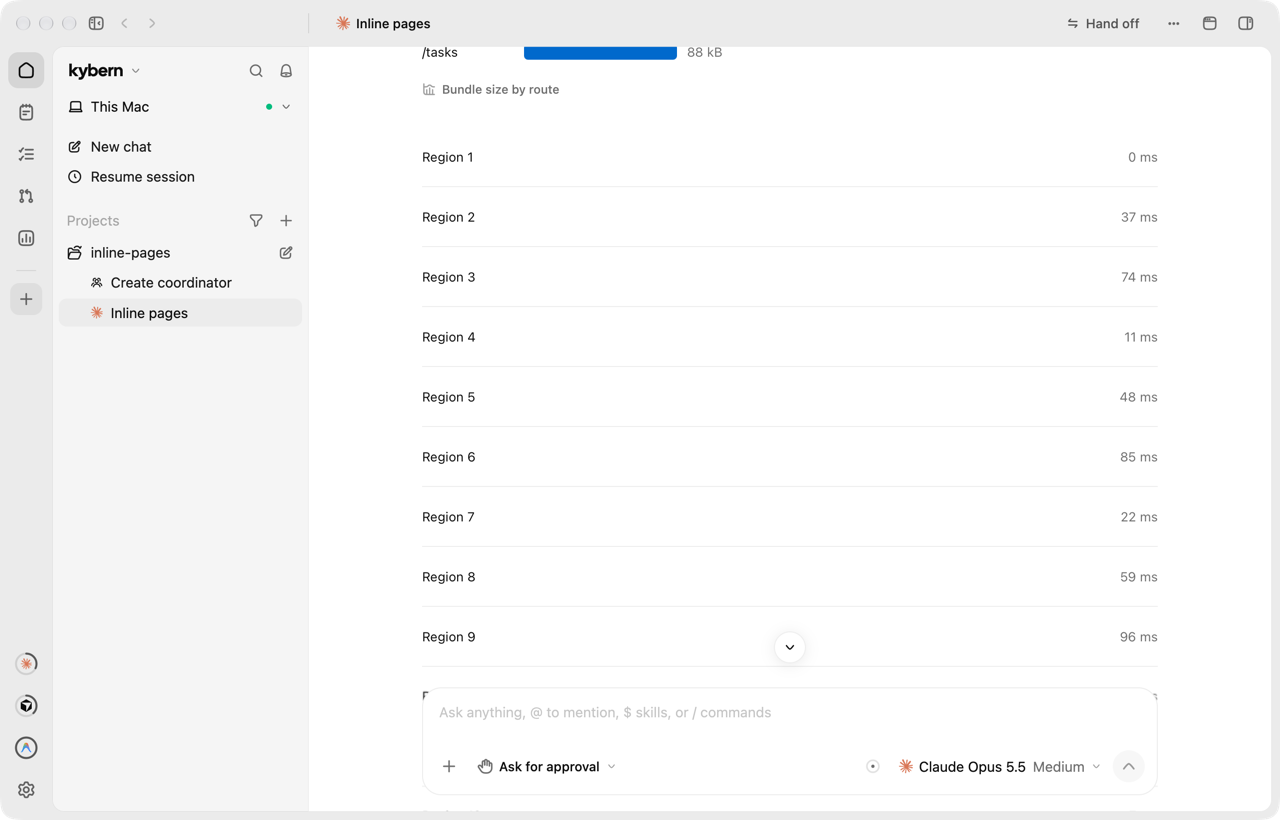 Inline pages
Hand off
kybern
This Mac
New chat
Resume session
Projects
inline-pages
Create coordinator
Inline pages
/tasks 88 kB
Bundle size by route
Region 1 0 ms
Region 2 37 ms
Region 3 74 ms
Region 4 11 ms
Region 5 48 ms
Region 6 85 ms
Region 7 22 ms
Region 8 59 ms
Region 9 96 ms
Ask anything, @ to mention, $ skills, or / commands
Ask for approval
Claude Opus 5.5 Medium